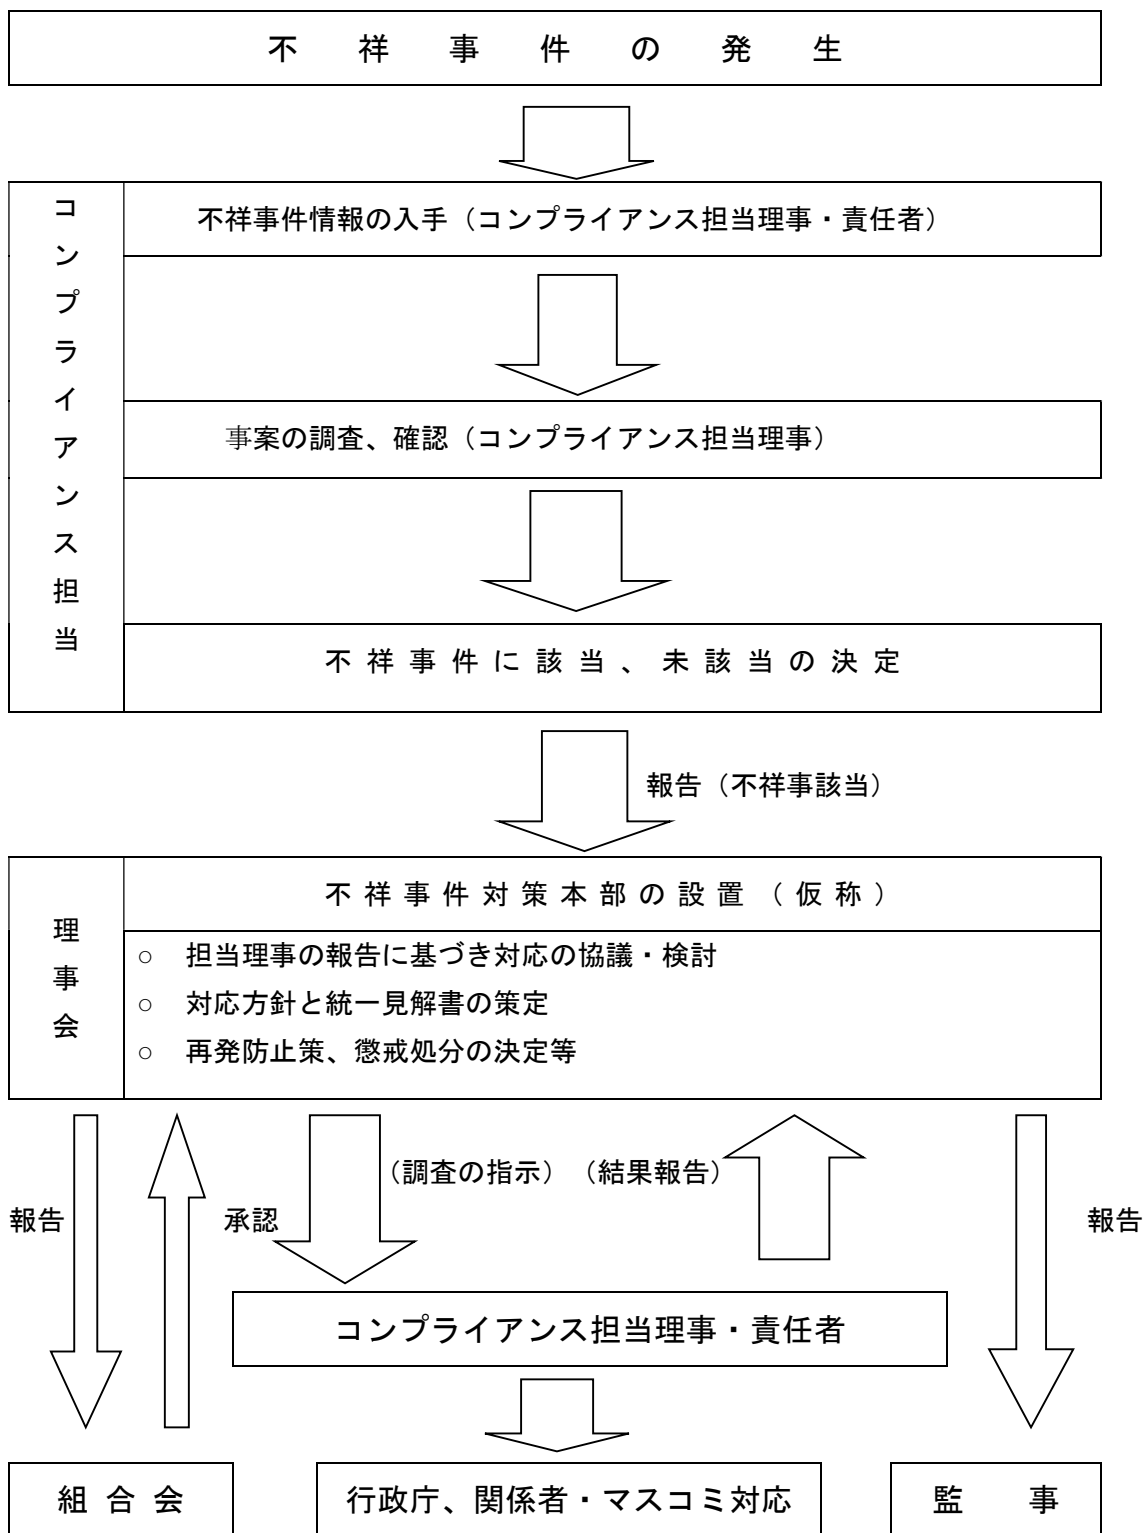 不祥事件の発生
コンプライアンス担当
不祥事件情報の入手（コンプライアンス担当理事・責任者）
事案の調査、確認（コンプライアンス担当理事）
不祥事件に該当、未該当の決定
報告（不祥事該当）
理事会
不祥事件対策本部の設置（仮称）
○ 担当理事の報告に基づき対応の協議・検討
○ 対応方針と統一見解書の策定
○ 再発防止策、懲戒処分の決定等
（調査の指示）（結果報告）
報告
承認
報告
コンプライアンス担当理事・責任者
組合会
行政庁、関係者・マスコミ対応
監事